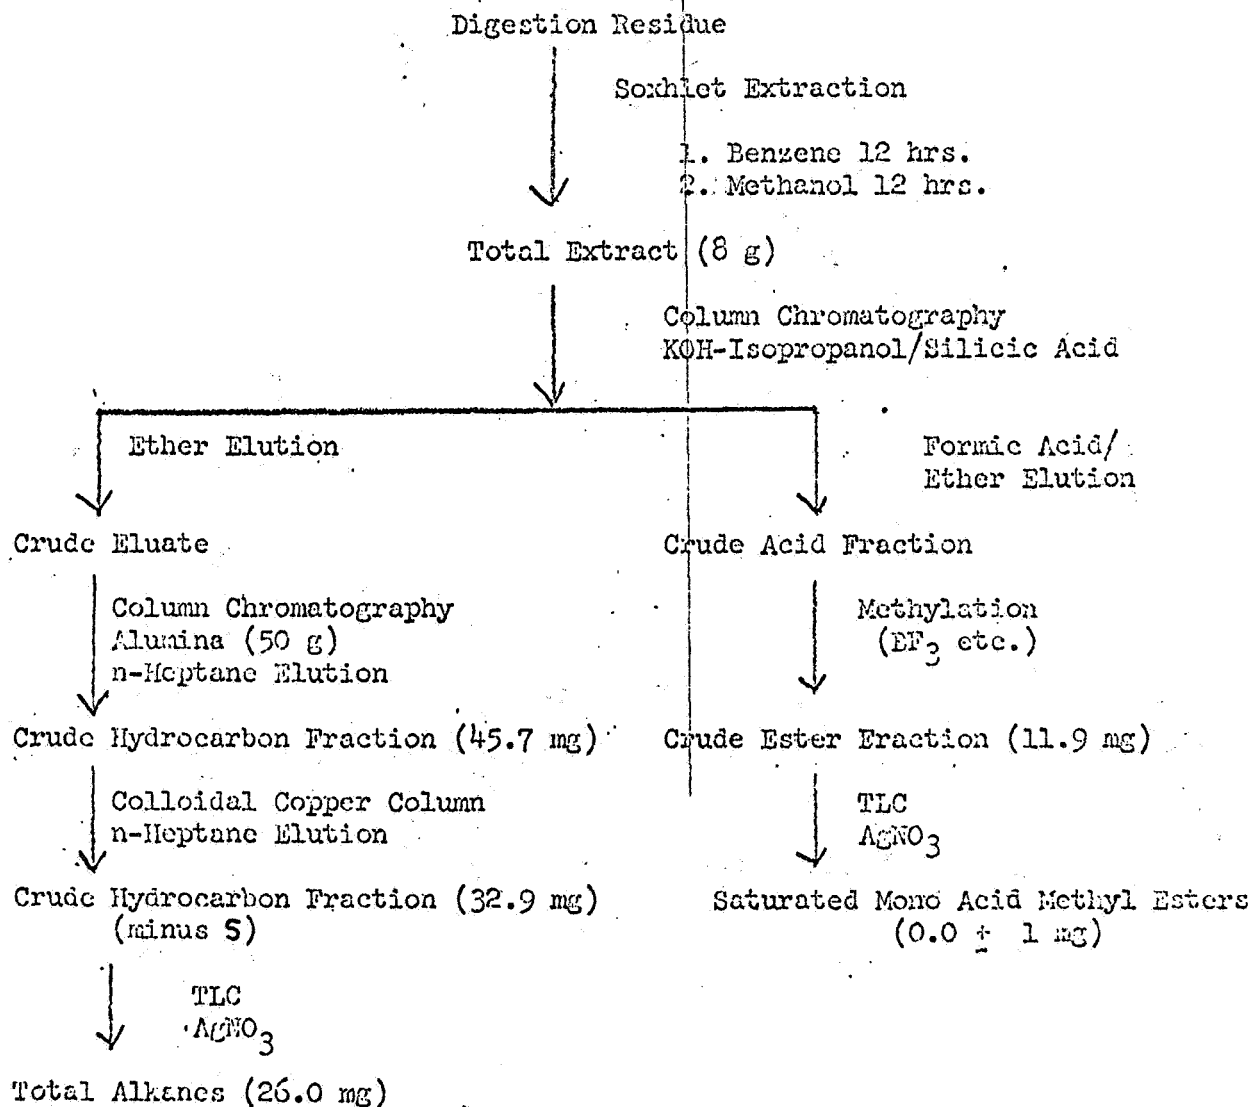 Digestion Residue
Soxhlet Extraction
1. Benzene 12 hrs.
2. Methanol 12 hrs.
Total Extract (8 g)
Column Chromatography
KOH-Isopropanol/Silicic Acid
Ether Elution
Formic Acid/
Ether Elution
Crude Eluate
Crude Acid Fraction
Column Chromatography
Alumina (50 g)
n-Heptane Elution
Methylation
(BF3 etc.)
Crude Hydrocarbon Fraction (45.7 mg)
Crude Ester Eraction (11.9 mg)
Colloidal Copper Column
n-Heptane Elution
TLC
AgNO3
Crude Hydrocarbon Fraction (32.9 mg)
(minus S)
Saturated Mono Acid Methyl Esters
(0.0 ± 1 mg)
TLC
AgNO3
Total Alkanes (26.0 mg)